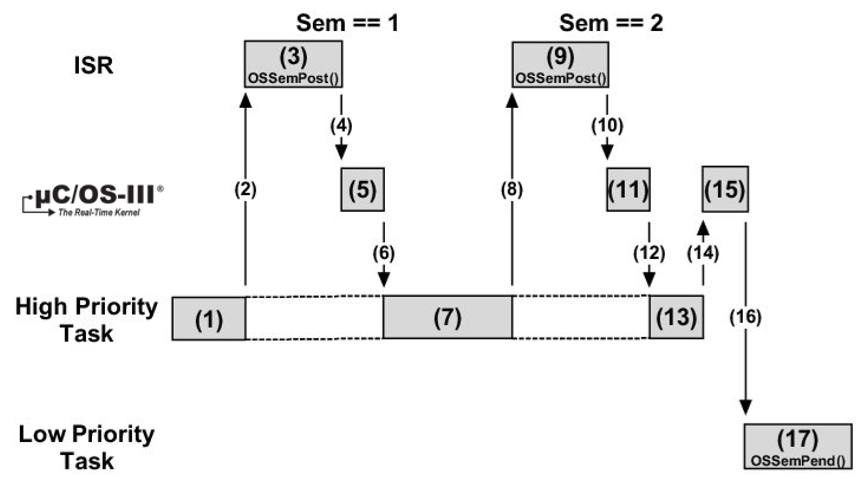 Sem == 1
Sem == 2
ISR
(3)
OSSemPost()
(9)
OSSemPost()
(4)
(10)
(2)
(8)
µC/OS-III®
The Real-Time Kernel
(5)
(11)
(15)
(6)
(12)
(14)
High Priority
Task
(1)
(7)
(13)
(16)
Low Priority
Task
(17)
OSSemPend()